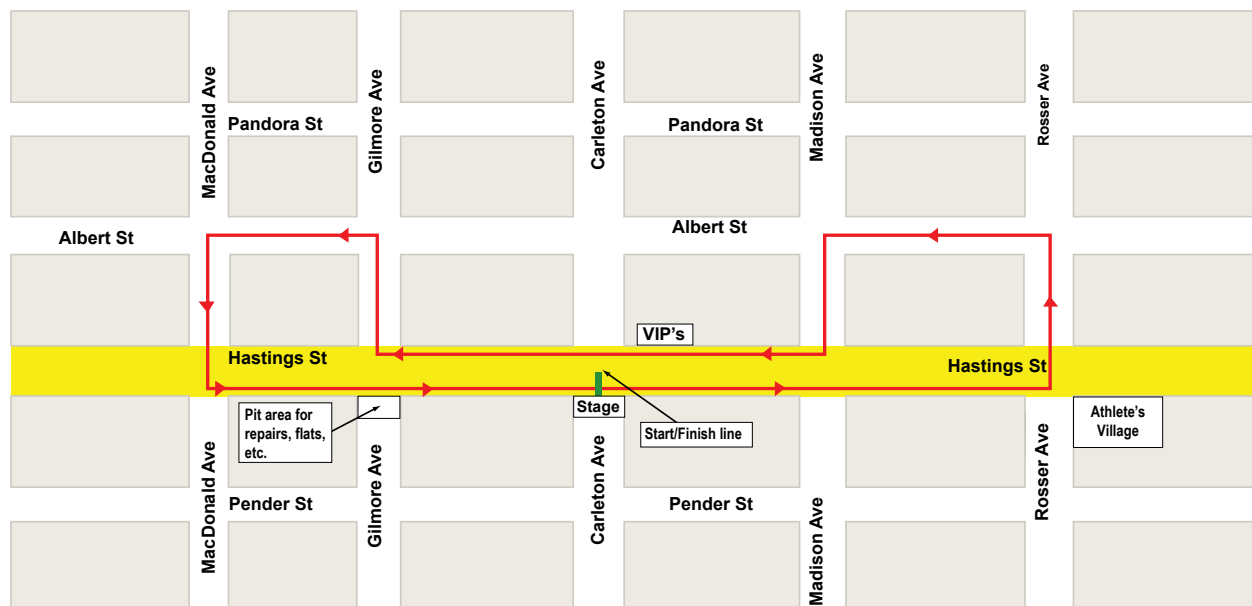 MacDonald Ave
Gilmore Ave
Carleton Ave
Madison Ave
Rosser Ave
Pandora St
Pandora St
Albert St
Albert St
VIP's
Hastings St
Hastings St
Pit area for
repairs, flats,
etc.
Stage
Start/Finish line
Athlete's
Village
MacDonald Ave
Gilmore Ave
Carleton Ave
Madison Ave
Rosser Ave
Pender St
Pender St